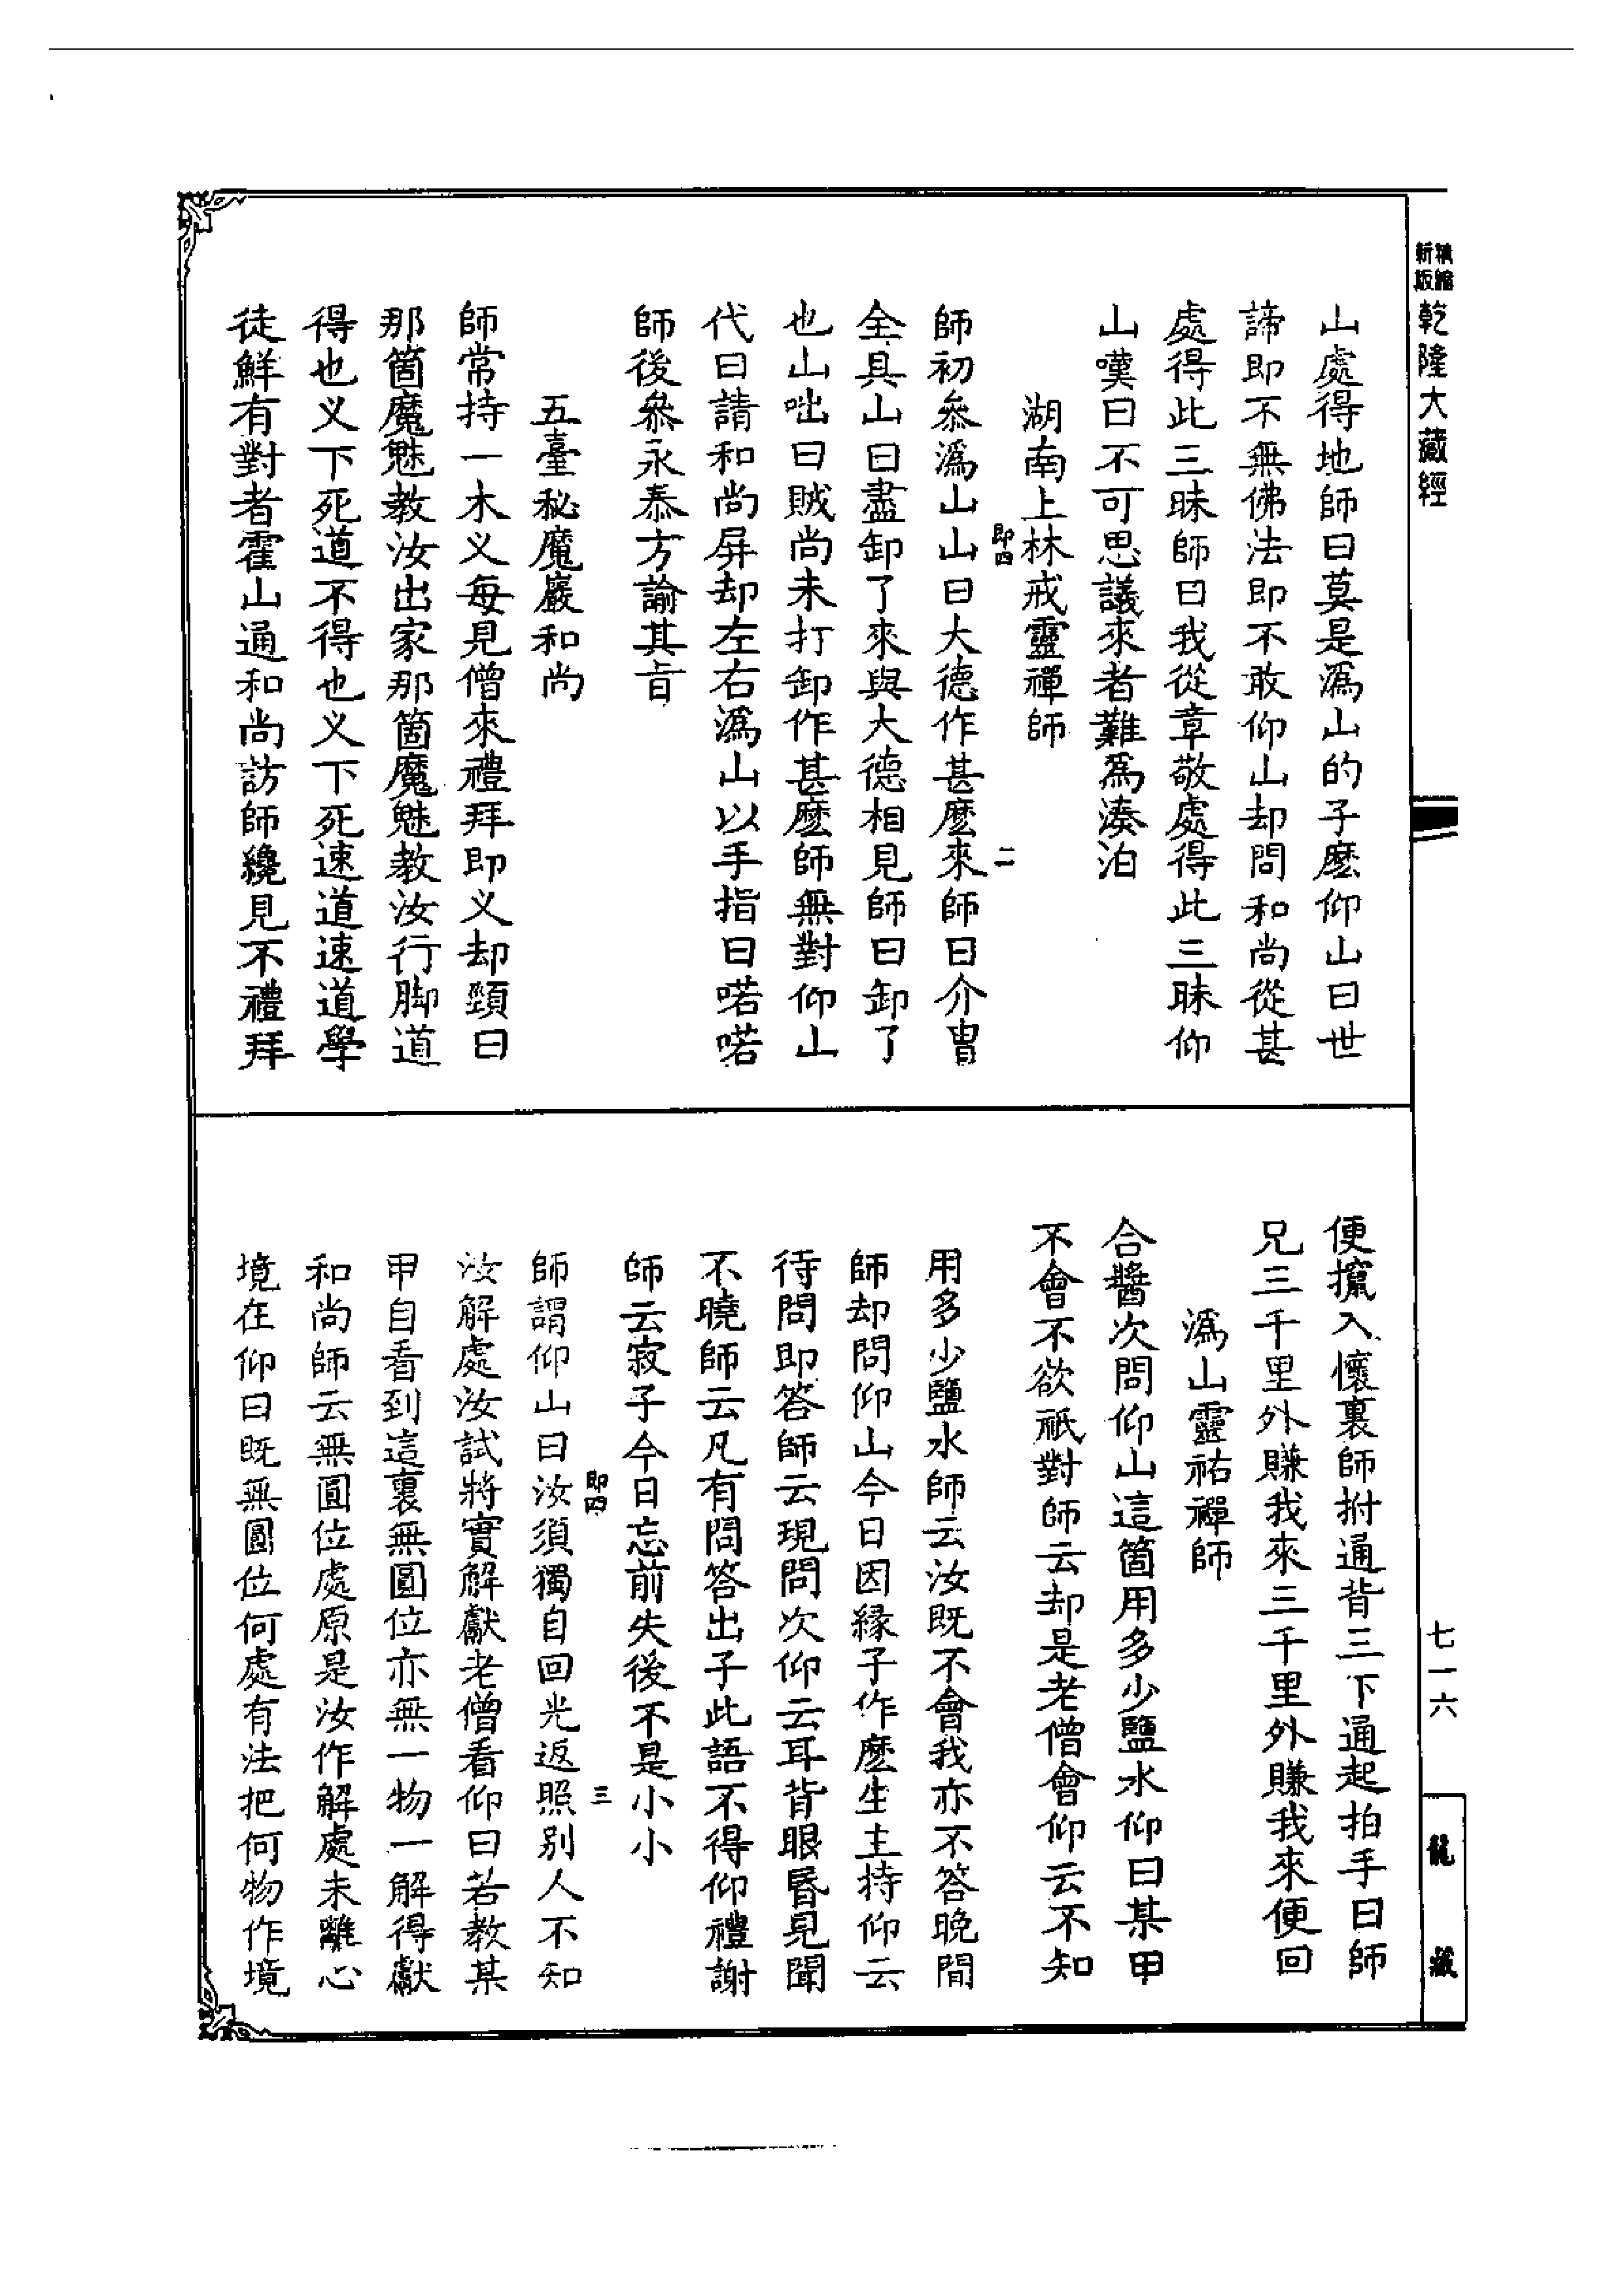 精縮新版
乾隆大藏經
山處得地師曰莫是溈山的子麽仰山曰世
諦即不無佛法即不敢仰山却問和尚從甚
處得此三昧師曰我從章敬處得此三昧仰
山嘆曰不可思議來者難為湊泊
湖南上林戒靈禪師
即四
二
師初叅溈山山曰大德作甚麽來師曰介胄
全具山曰盡卸了來與大德相見師曰卸了
也山咄曰賊尚未打卸作甚麽師無對仰山
代曰請和尚屏却左右溈山以手指曰喏喏
師後叅永泰方諭其旨
五臺秘魔巖和尚
師常持一木义每見僧來禮拜即义却頸曰
那箇魔魅教汝出家那箇魔魅教汝行脚道
得也义下死道不得也义下死速道速道學
徒鮮有對者霍山通和尚訪師纔見不禮拜
便攛入懷裏師拊通背三下通起拍手曰師
兄三千里外賺我來三千里外賺我來便回
溈山靈祐禪師
合醬次問仰山這箇用多少鹽水仰曰某甲
不會不欲祇對師云却是老僧會仰云不知
用多少鹽水師云汝既不會我亦不答晚間
師却問仰山今日因緣子作麽生主持仰云
待問即答師云現問次仰云耳背眼昏見聞
不曉師云凡有問答出子此語不得仰禮謝
師云寂子今日忘前失後不是小小
即四
三
師謂仰山曰汝須獨自回光返照别人不知
汝解處汝試將實解獻老僧看仰曰若教某
甲自看到這裏無圓位亦無一物一解得獻
和尚師云無圓位處原是汝作解處未離心
境在仰曰既無圓位何處有法把何物作境
七一六
龍藏